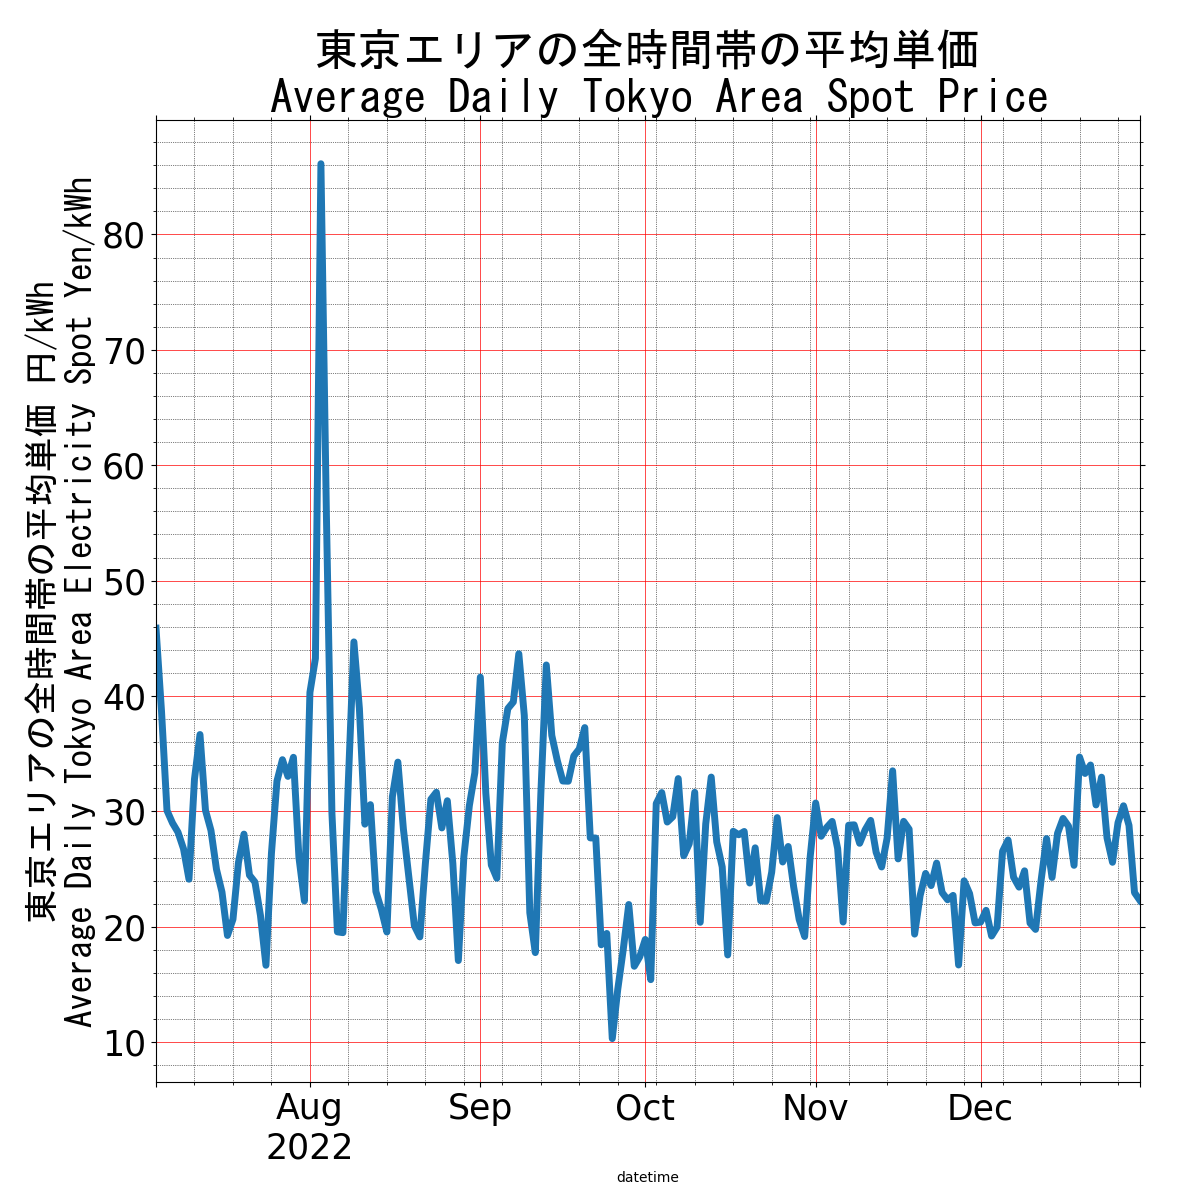 東京エリアの全時間帯の平均単価
Average Daily Tokyo Area Spot Price
東京エリアの全時間帯の平均単価 円/kWh
Average Daily Tokyo Area Electricity Spot Yen/kWh
80
70
60
50
40
30
20
10
Aug
2022
Sep
Oct
Nov
Dec
datetime